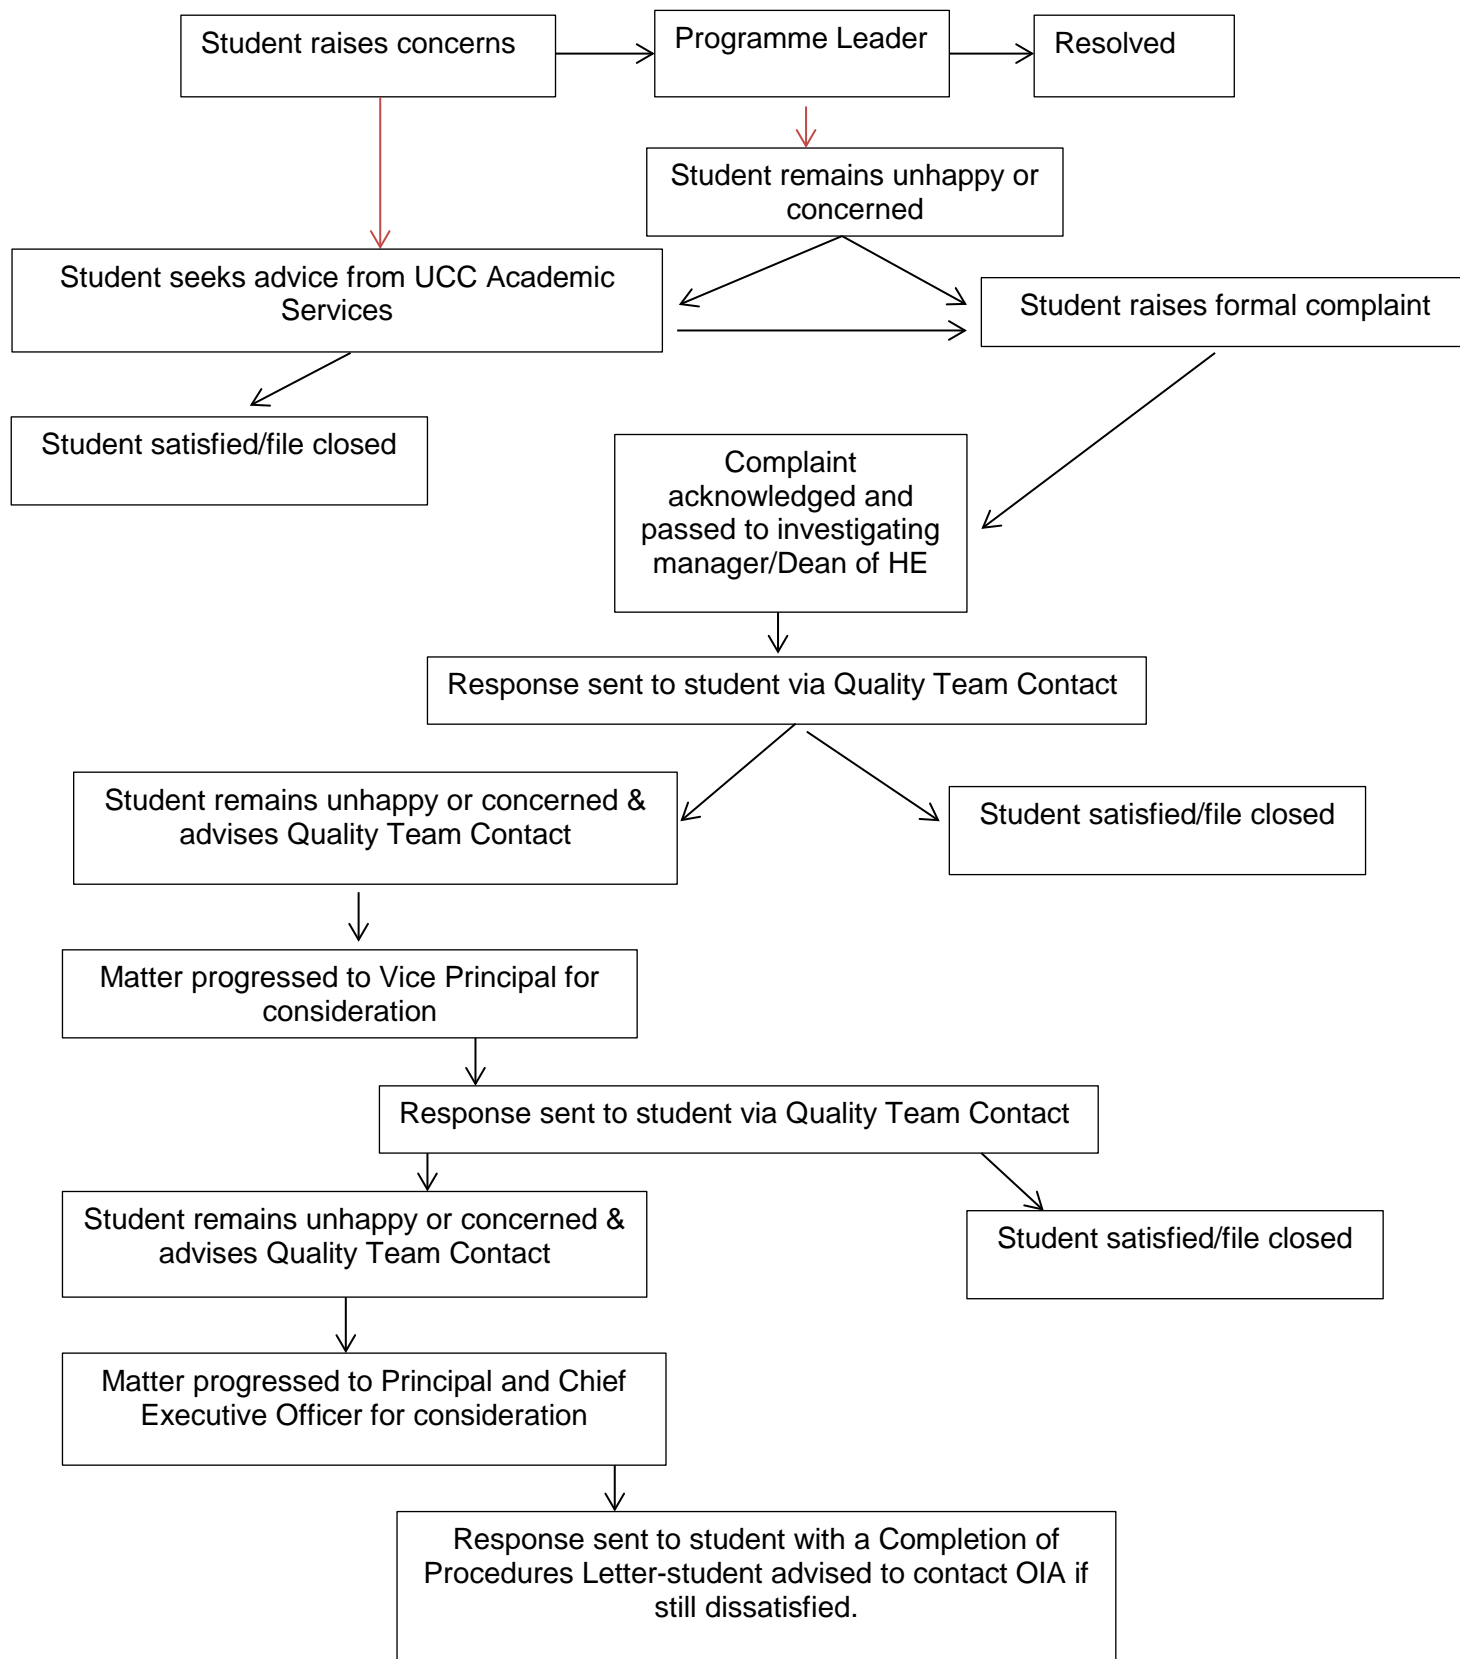 Student raises concerns
Programme Leader
Resolved
Student remains unhappy or
concerned
Student seeks advice from UCC Academic
Services
Student raises formal complaint
Student satisfied/file closed
Complaint
acknowledged and
passed to investigating
manager/Dean of HE
Response sent to student via Quality Team Contact
Student remains unhappy or concerned &
advises Quality Team Contact
Student satisfied/file closed
Matter progressed to Vice Principal for
consideration
Response sent to student via Quality Team Contact
Student remains unhappy or concerned &
advises Quality Team Contact
Student satisfied/file closed
Matter progressed to Principal and Chief
Executive Officer for consideration
Response sent to student with a Completion of
Procedures Letter-student advised to contact OIA if
still dissatisfied.